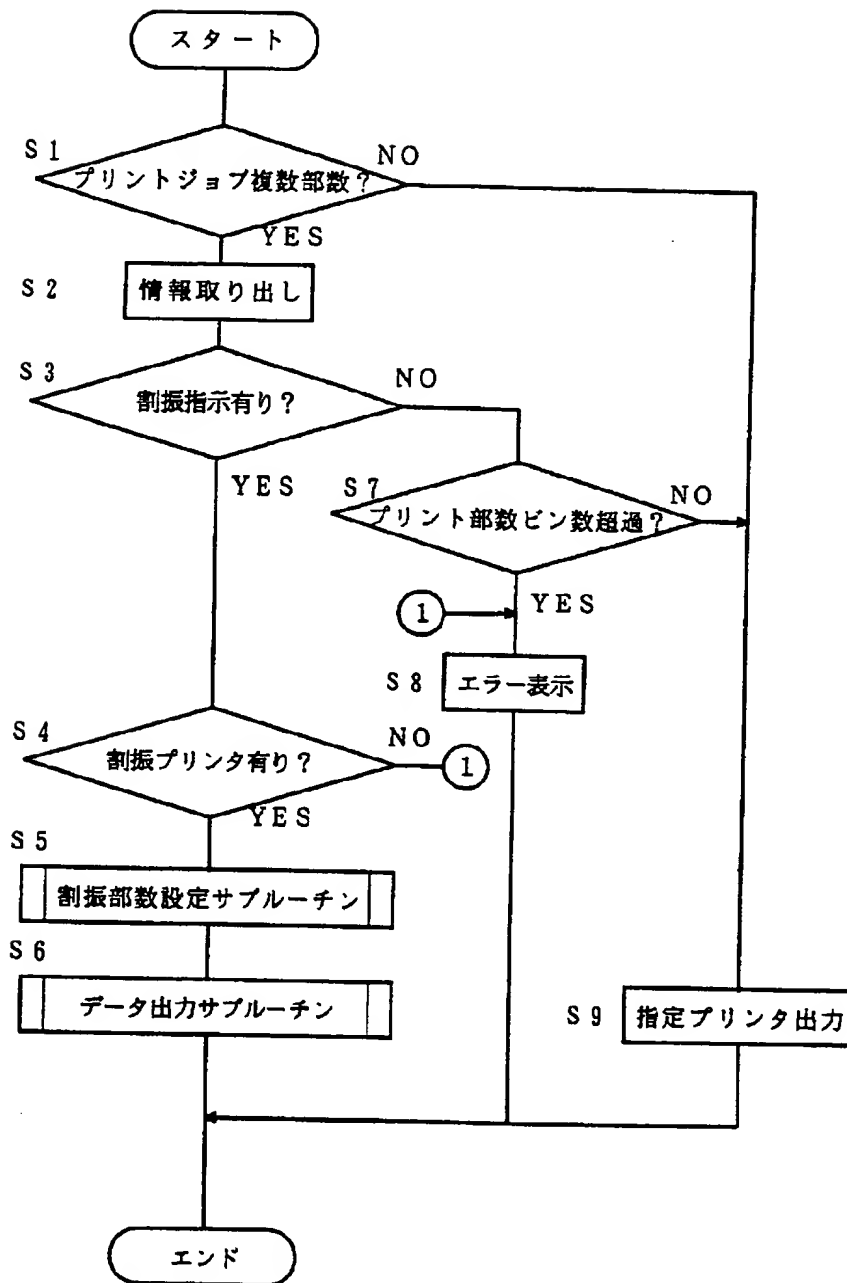 スタート
S1
プリントジョブ複数部数?
NO
YES
S2
情報取り出し
S3
割振指示有り?
NO
YES
S7
プリント部数ビン数超過?
NO
YES
1
S8
エラー表示
S4
割振プリンタ有り?
NO
1
YES
S5
割振部数設定サブルーチン
S6
データ出力サブルーチン
S9
指定プリンタ出力
エンド